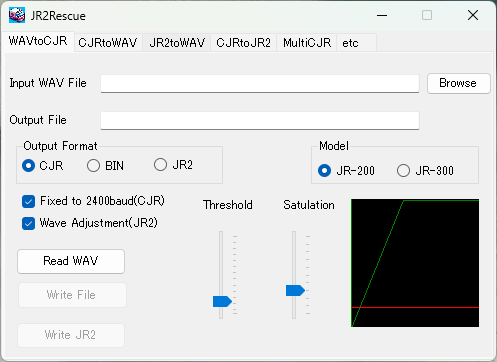 JR2Rescue
WAVtoCJR CJRtoWAV JR2toWAV CJRtoJR2 MultiCJR etc
Input WAV File Browse
Output File
Output Format Model
CJR BIN JR2 JR-200 JR-300
Fixed to 2400baud(CJR) Threshold Satulation
Wave Adjustment(JR2)
Read WAV
Write File
Write JR2